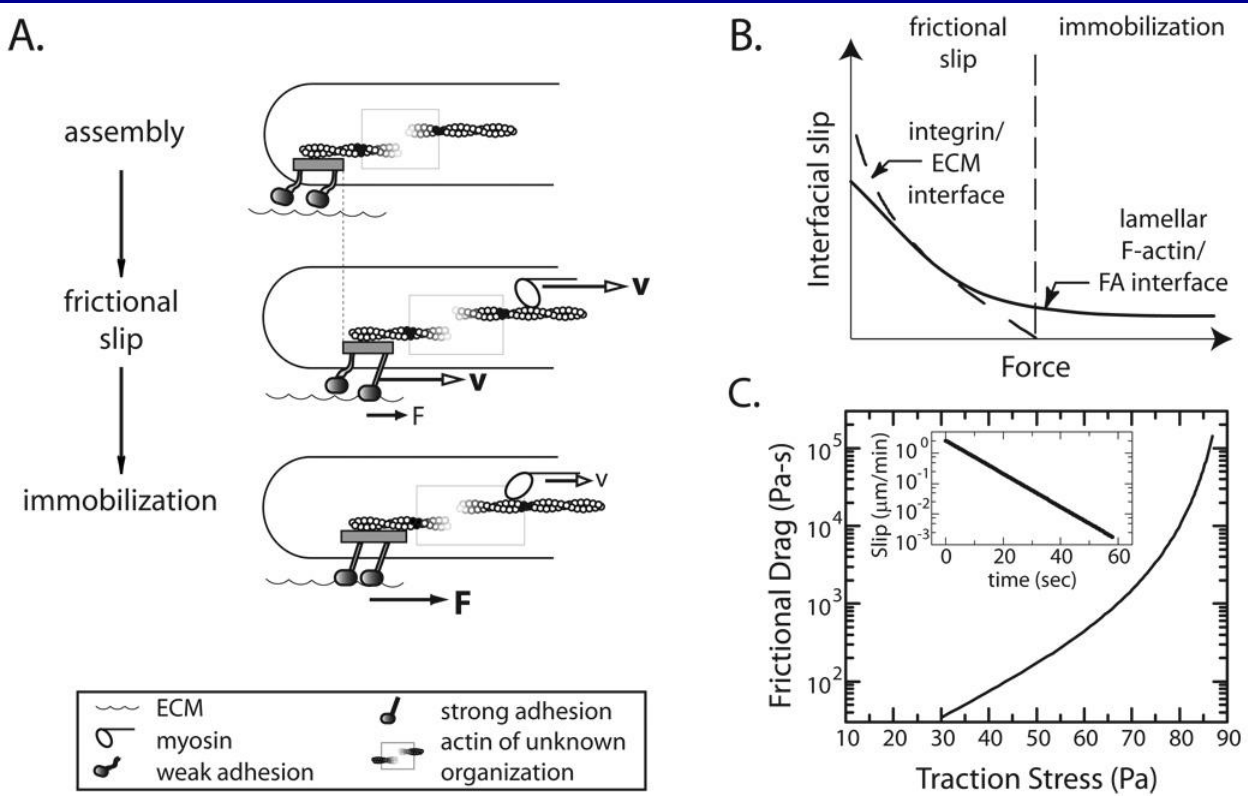 A.
assembly
frictional
slip
immobilization
v
v
F
v
F
ECM
myosin
weak adhesion
strong adhesion
actin of unknown
organization
B.
frictional
slip
immobilization
Interfacial slip
integrin/
ECM
interface
lamellar
F-actin/
FA interface
Force
C.
Frictional Drag (Pa-s)
10^5
10^4
10^3
10^2
Slip (μm/min)
10^0
10^-1
10^-2
10^-3
0 20 40 60
time (sec)
10 20 30 40 50 60 70 80 90
Traction Stress (Pa)